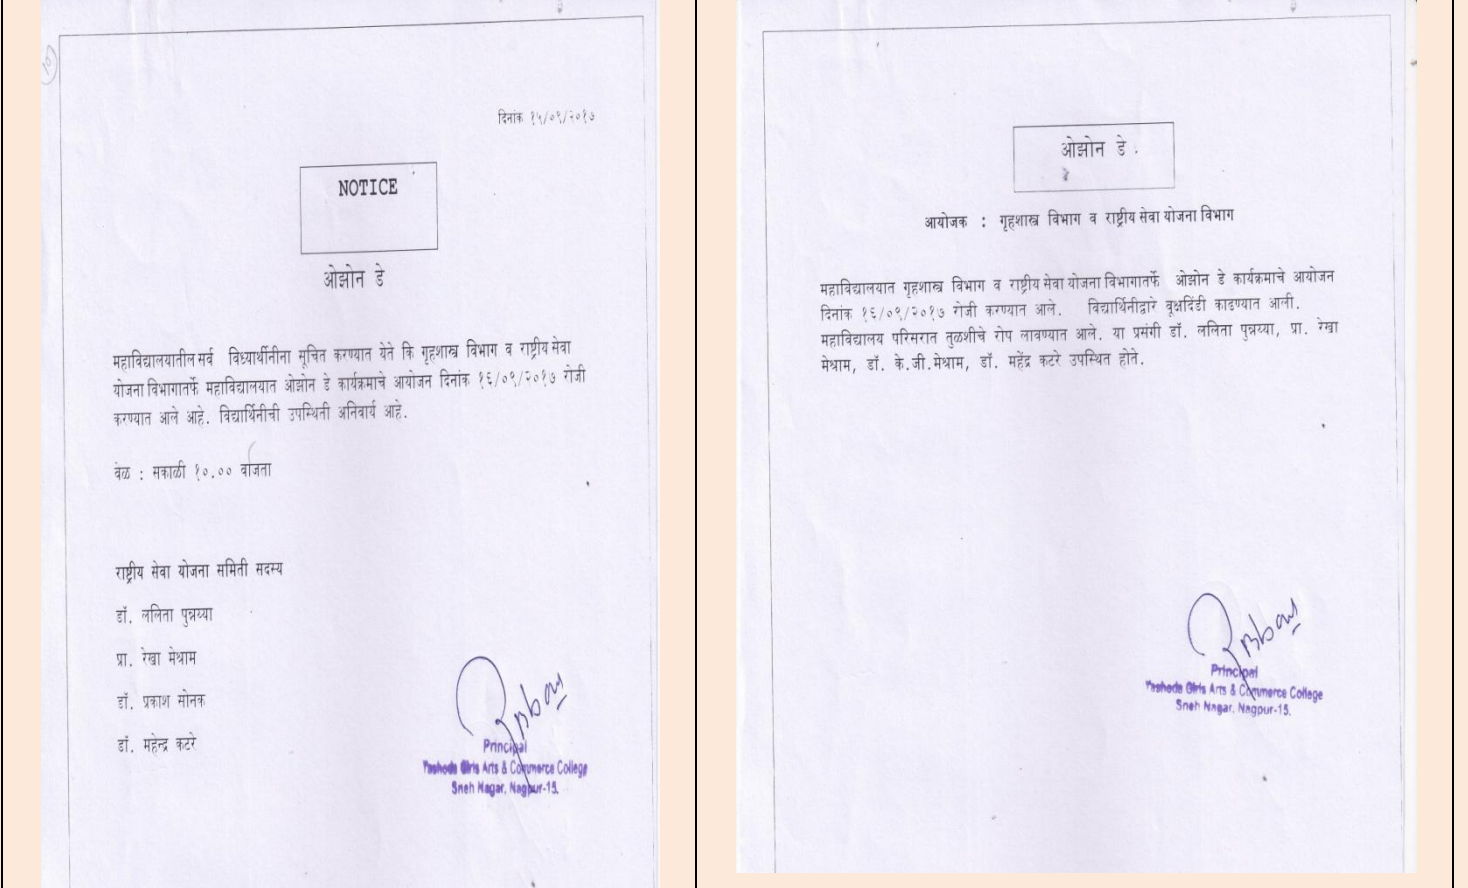 दिनांक १५/०९/२०१७
NOTICE
ओझोन डे
महाविद्यालयातील सर्व विध्यार्थीनीना सूचित करण्यात येते कि गृहशास्त्र विभाग व राष्ट्रीय सेवा
योजना विभागातर्फे महाविद्यालयात ओझोन डे कार्यक्रमाचे आयोजन दिनांक १६/०९/२०१७ रोजी
करण्यात आले आहे. विद्यार्थिनीची उपस्थिती अनिवार्य आहे.
वेळ : सकाळी १०.०० वाजता
राष्ट्रीय सेवा योजना समिती सदस्य
डॉ. ललिता पुन्नय्या
प्रा. रेखा मेश्राम
डॉ. प्रकाश सोनक
डॉ. महेन्द्र कटरे
Principal
Yashoda Girls Arts & Commerce College
Sneh Nagar, Nagpur-15.
ओझोन डे .
आयोजक : गृहशास्त्र विभाग व राष्ट्रीय सेवा योजना विभाग
महाविद्यालयात गृहशास्त्र विभाग व राष्ट्रीय सेवा योजना विभागातर्फे ओझोन डे कार्यक्रमाचे आयोजन
दिनांक १६/०९/२०१७ रोजी करण्यात आले. विद्यार्थिनीद्वारे वृक्षदिंडी काढण्यात आली.
महाविद्यालय परिसरात तुळशीचे रोप लावण्यात आले. या प्रसंगी डॉ. ललिता पुन्नय्या, प्रा. रेखा
मेश्राम, डॉ. के.जी.मेश्राम, डॉ. महेंद्र कटरे उपस्थित होते.
Principal
Yashoda Girls Arts & Commerce College
Sneh Nagar, Nagpur-15.